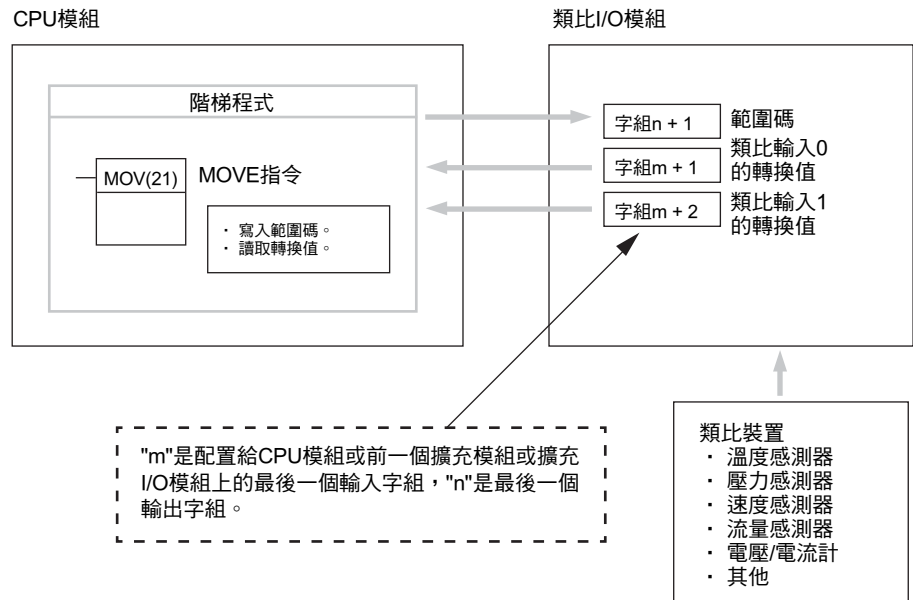 CPU模組
類比I/O模組
階梯程式
MOV(21)
MOVE指令
・ 寫入範圍碼。
・ 讀取轉換值。
字組n + 1
範圍碼
字組m + 1
類比輸入0
的轉換值
字組m + 2
類比輸入1
的轉換值
"m"是配置給CPU模組或前一個擴充模組或擴充
I/O模組上的最後一個輸入字組，"n"是最後一個
輸出字組。
類比裝置
・ 溫度感測器
・ 壓力感測器
・ 速度感測器
・ 流量感測器
・ 電壓/電流計
・ 其他